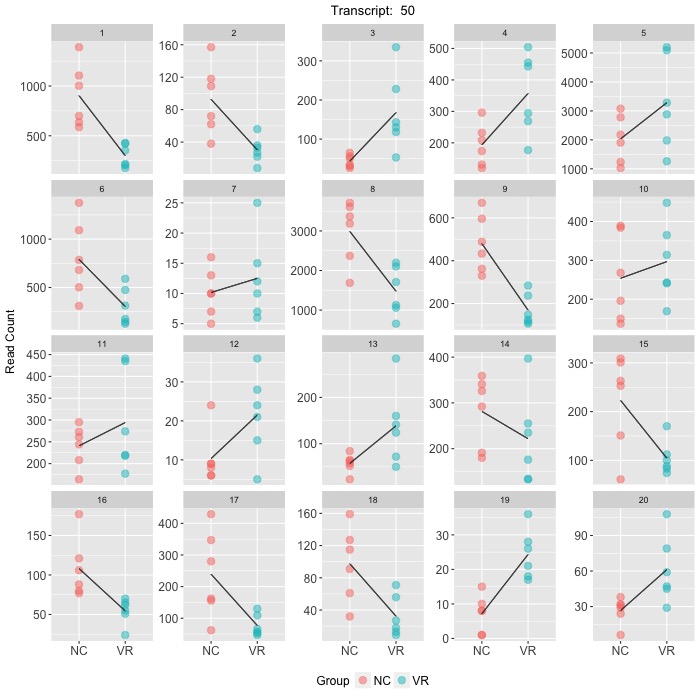 Transcript: 50
1 2 3 4 5
1000 500
160 120 80 40
300 200 100
500 400 300 200
5000 4000 3000 2000 1000
6 7 8 9 10
1000 500
25 20 15 10 5
3000 2000 1000
600 400 200
400 300 200
Read Count
11 12 13 14 15
450 400 350 300 250 200
30 20 10
200 100
400 300 200
300 200 100
16 17 18 19 20
150 100 50
400 300 200 100
160 120 80 40
30 20 10 0
90 60 30
NC VR NC VR NC VR NC VR NC VR
Group NC VR